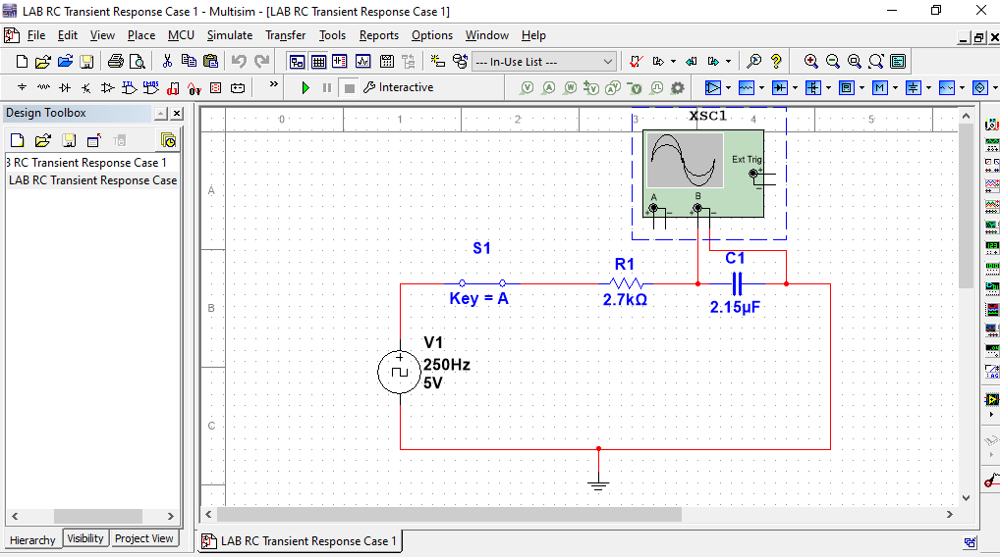 LAB RC Transient Response Case 1 - Multisim - [LAB RC Transient Response Case 1]
File Edit View Place MCU Simulate Transfer Tools Reports Options Window Help
--- In-Use List ---
Interactive
Design Toolbox
RC Transient Response Case 1
LAB RC Transient Response Case
Hierarchy Visibility Project View
0 1 2 3 4 5
A
B
C
XSC1
Ext Trig
+
_
A B
+ _ + _
S1
Key = A
R1
2.7kΩ
C1
2.15µF
V1
+
250Hz
5V
LAB RC Transient Response Case 1